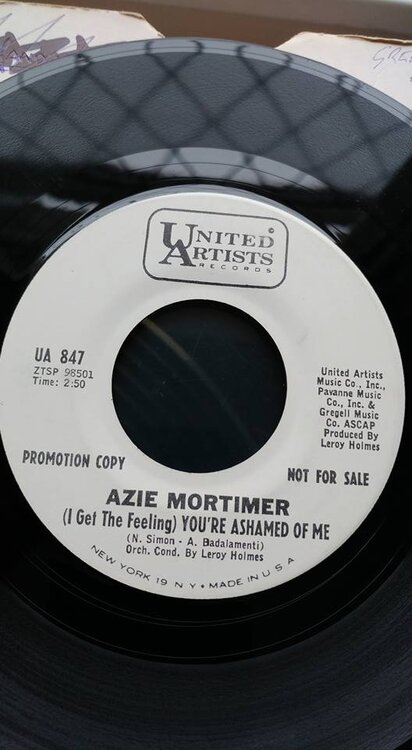 UNITED
ARTISTS
RECORDS
UA 847
ZTSP 98501
Time: 2:50
United Artists
Music Co., Inc.,
Pavanne Music
Co., Inc. &
Gregell Music
Co. ASCAP
Produced By
Leroy Holmes
PROMOTION COPY
NOT FOR SALE
AZIE MORTIMER
(I Get The Feeling) YOU'RE ASHAMED OF ME
(N. Simon - A. Badalamenti)
Orch. Cond. By Leroy Holmes
NEW YORK 19 N Y • MADE IN U S A